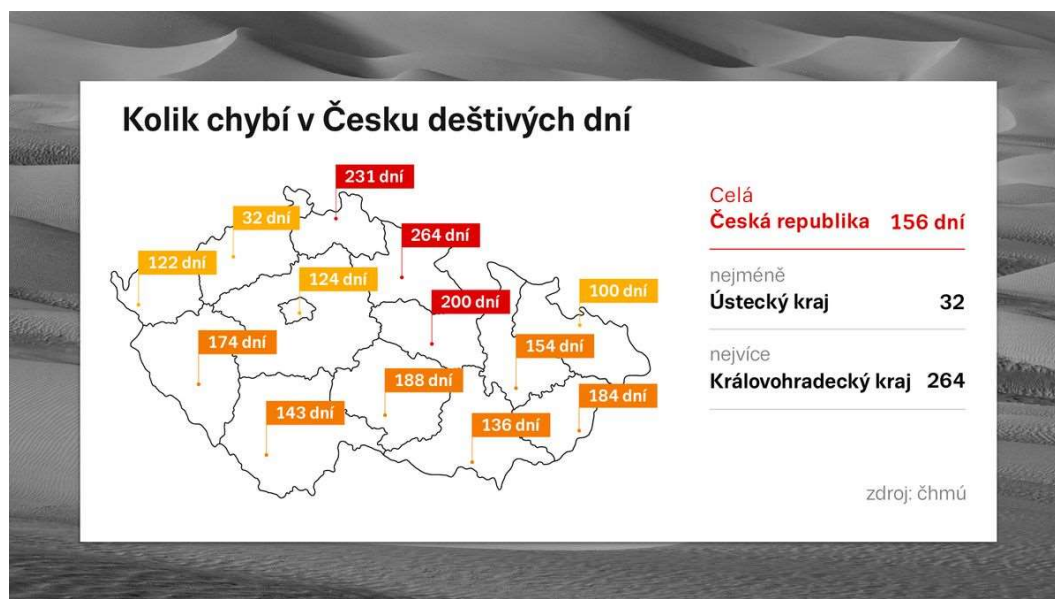 Kolik chybí v Česku deštivých dní
231 dní
32 dní
264 dní
122 dní
124 dní
100 dní
200 dní
174 dní
154 dní
188 dní
184 dní
143 dní
136 dní
Celá
Česká republika 156 dní
nejméně
Ústecký kraj 32
nejvíce
Královohradecký kraj 264
zdroj: čhmú